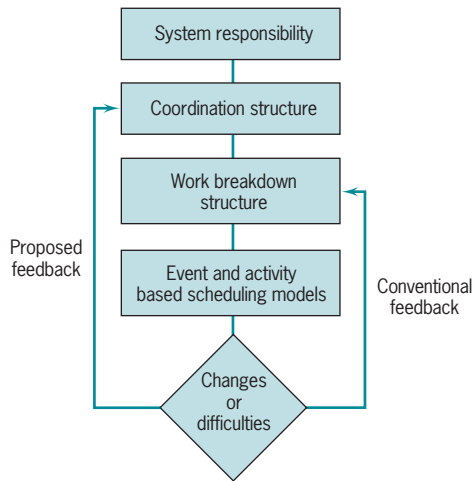 System responsibility
Coordination structure
Work breakdown
structure
Proposed
feedback
Event and activity
based scheduling models
Conventional
feedback
Changes
or
difficulties